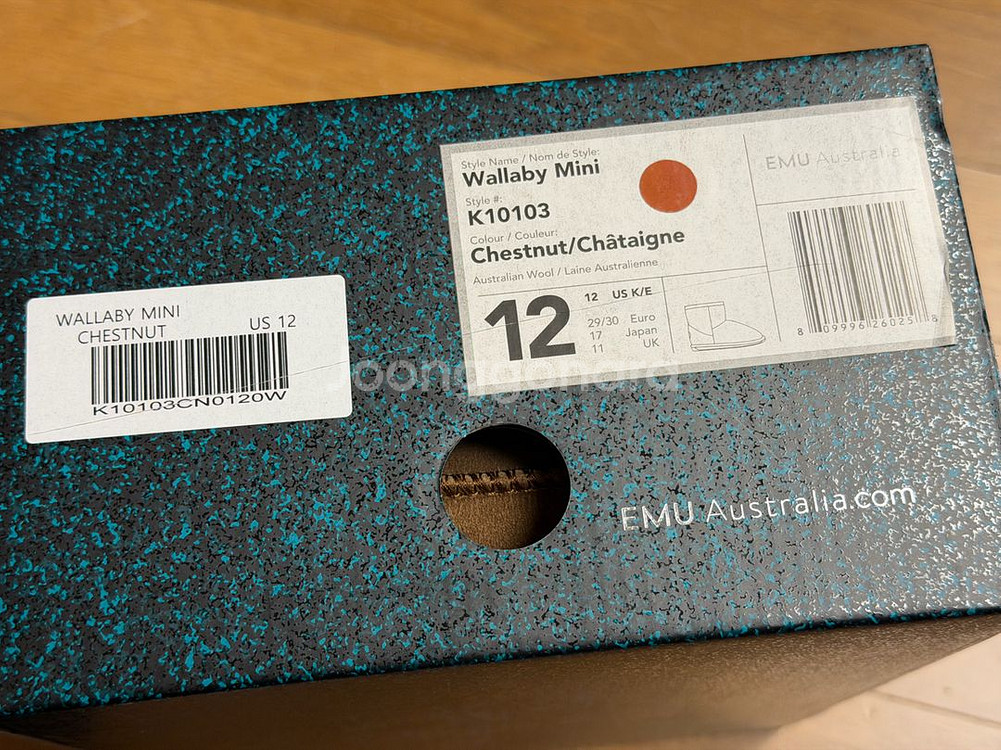 Style Name / Nom de Style:
Wallaby Mini
Style #:
K10103
Colour / Couleur:
Chestnut/Châtaigne
Australian Wool / Laine Australienne
12
12 US K/E
29/30 Euro
17 Japan
11 UK
EMU Australia
8 09996 26025 8
WALLABY MINI
CHESTNUT US 12
K10103CN0120W
joonggonara
EMU Australia.com